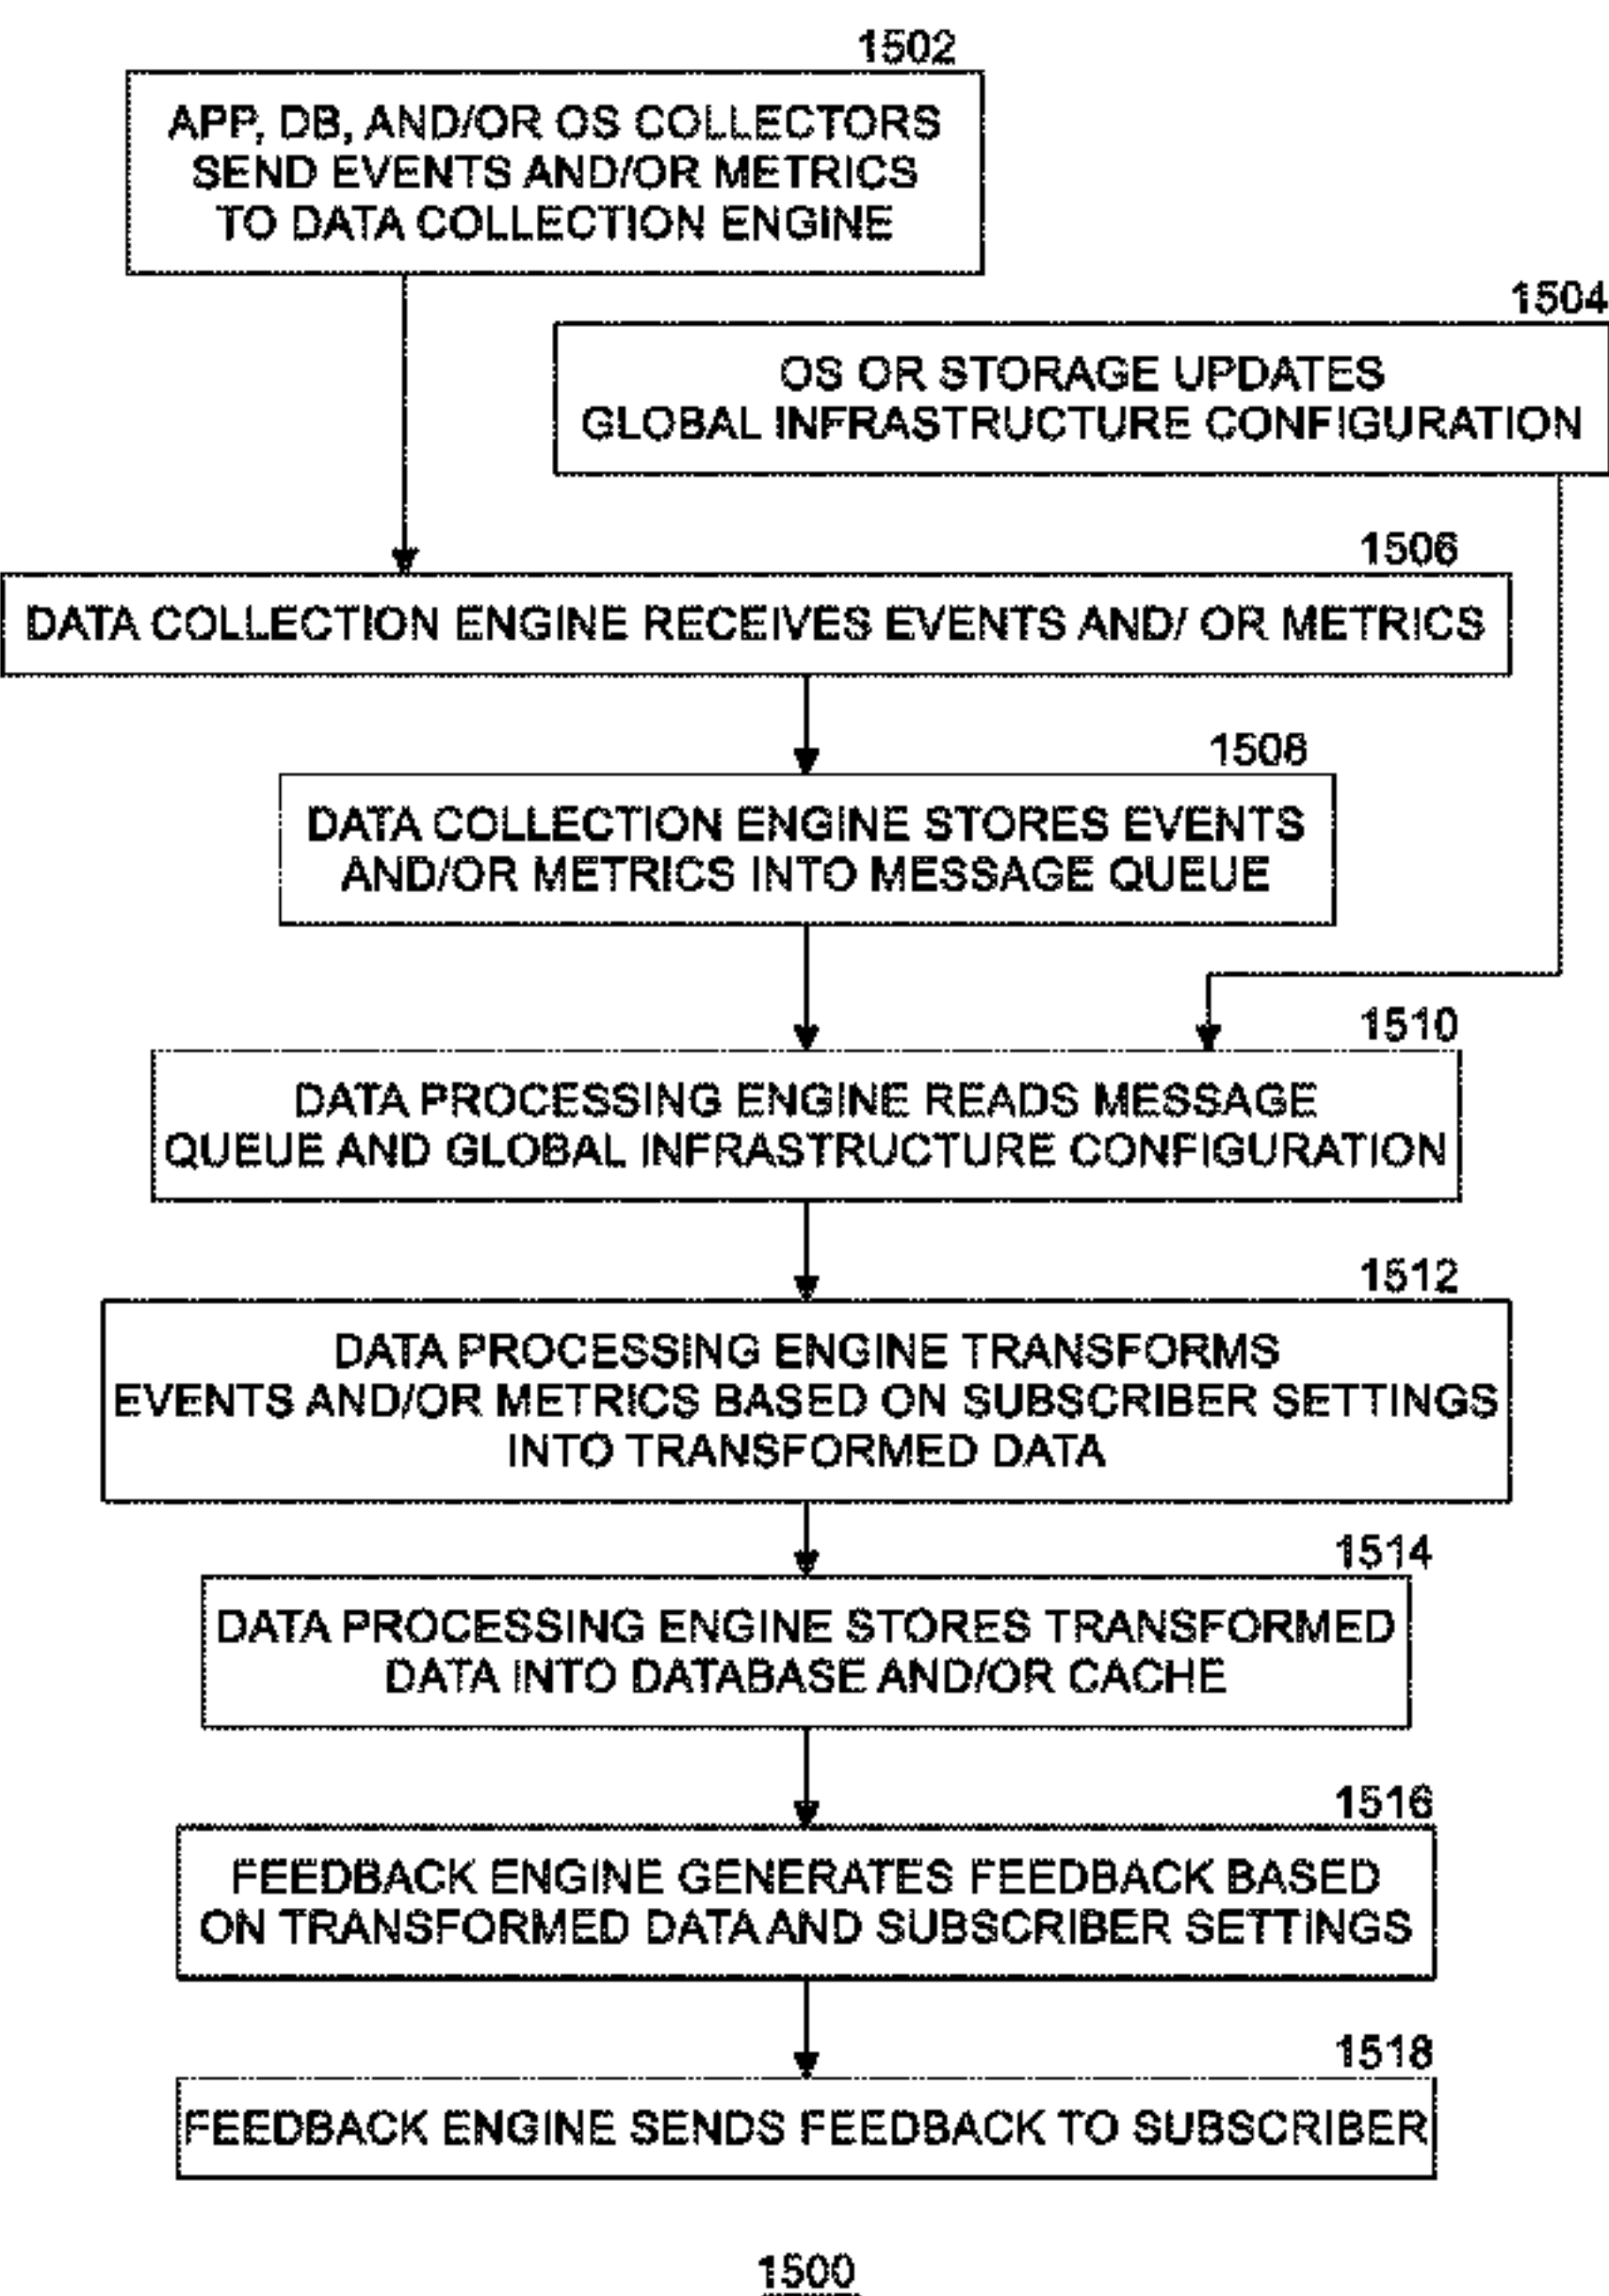 1502
APP, DB, AND/OR OS COLLECTORS
SEND EVENTS AND/OR METRICS
TO DATA COLLECTION ENGINE
1504
OS OR STORAGE UPDATES
GLOBAL INFRASTRUCTURE CONFIGURATION
1506
DATA COLLECTION ENGINE RECEIVES EVENTS AND/ OR METRICS
1508
DATA COLLECTION ENGINE STORES EVENTS
AND/OR METRICS INTO MESSAGE QUEUE
1510
DATA PROCESSING ENGINE READS MESSAGE
QUEUE AND GLOBAL INFRASTRUCTURE CONFIGURATION
1512
DATA PROCESSING ENGINE TRANSFORMS
EVENTS AND/OR METRICS BASED ON SUBSCRIBER SETTINGS
INTO TRANSFORMED DATA
1514
DATA PROCESSING ENGINE STORES TRANSFORMED
DATA INTO DATABASE AND/OR CACHE
1516
FEEDBACK ENGINE GENERATES FEEDBACK BASED
ON TRANSFORMED DATA AND SUBSCRIBER SETTINGS
1518
FEEDBACK ENGINE SENDS FEEDBACK TO SUBSCRIBER
1500